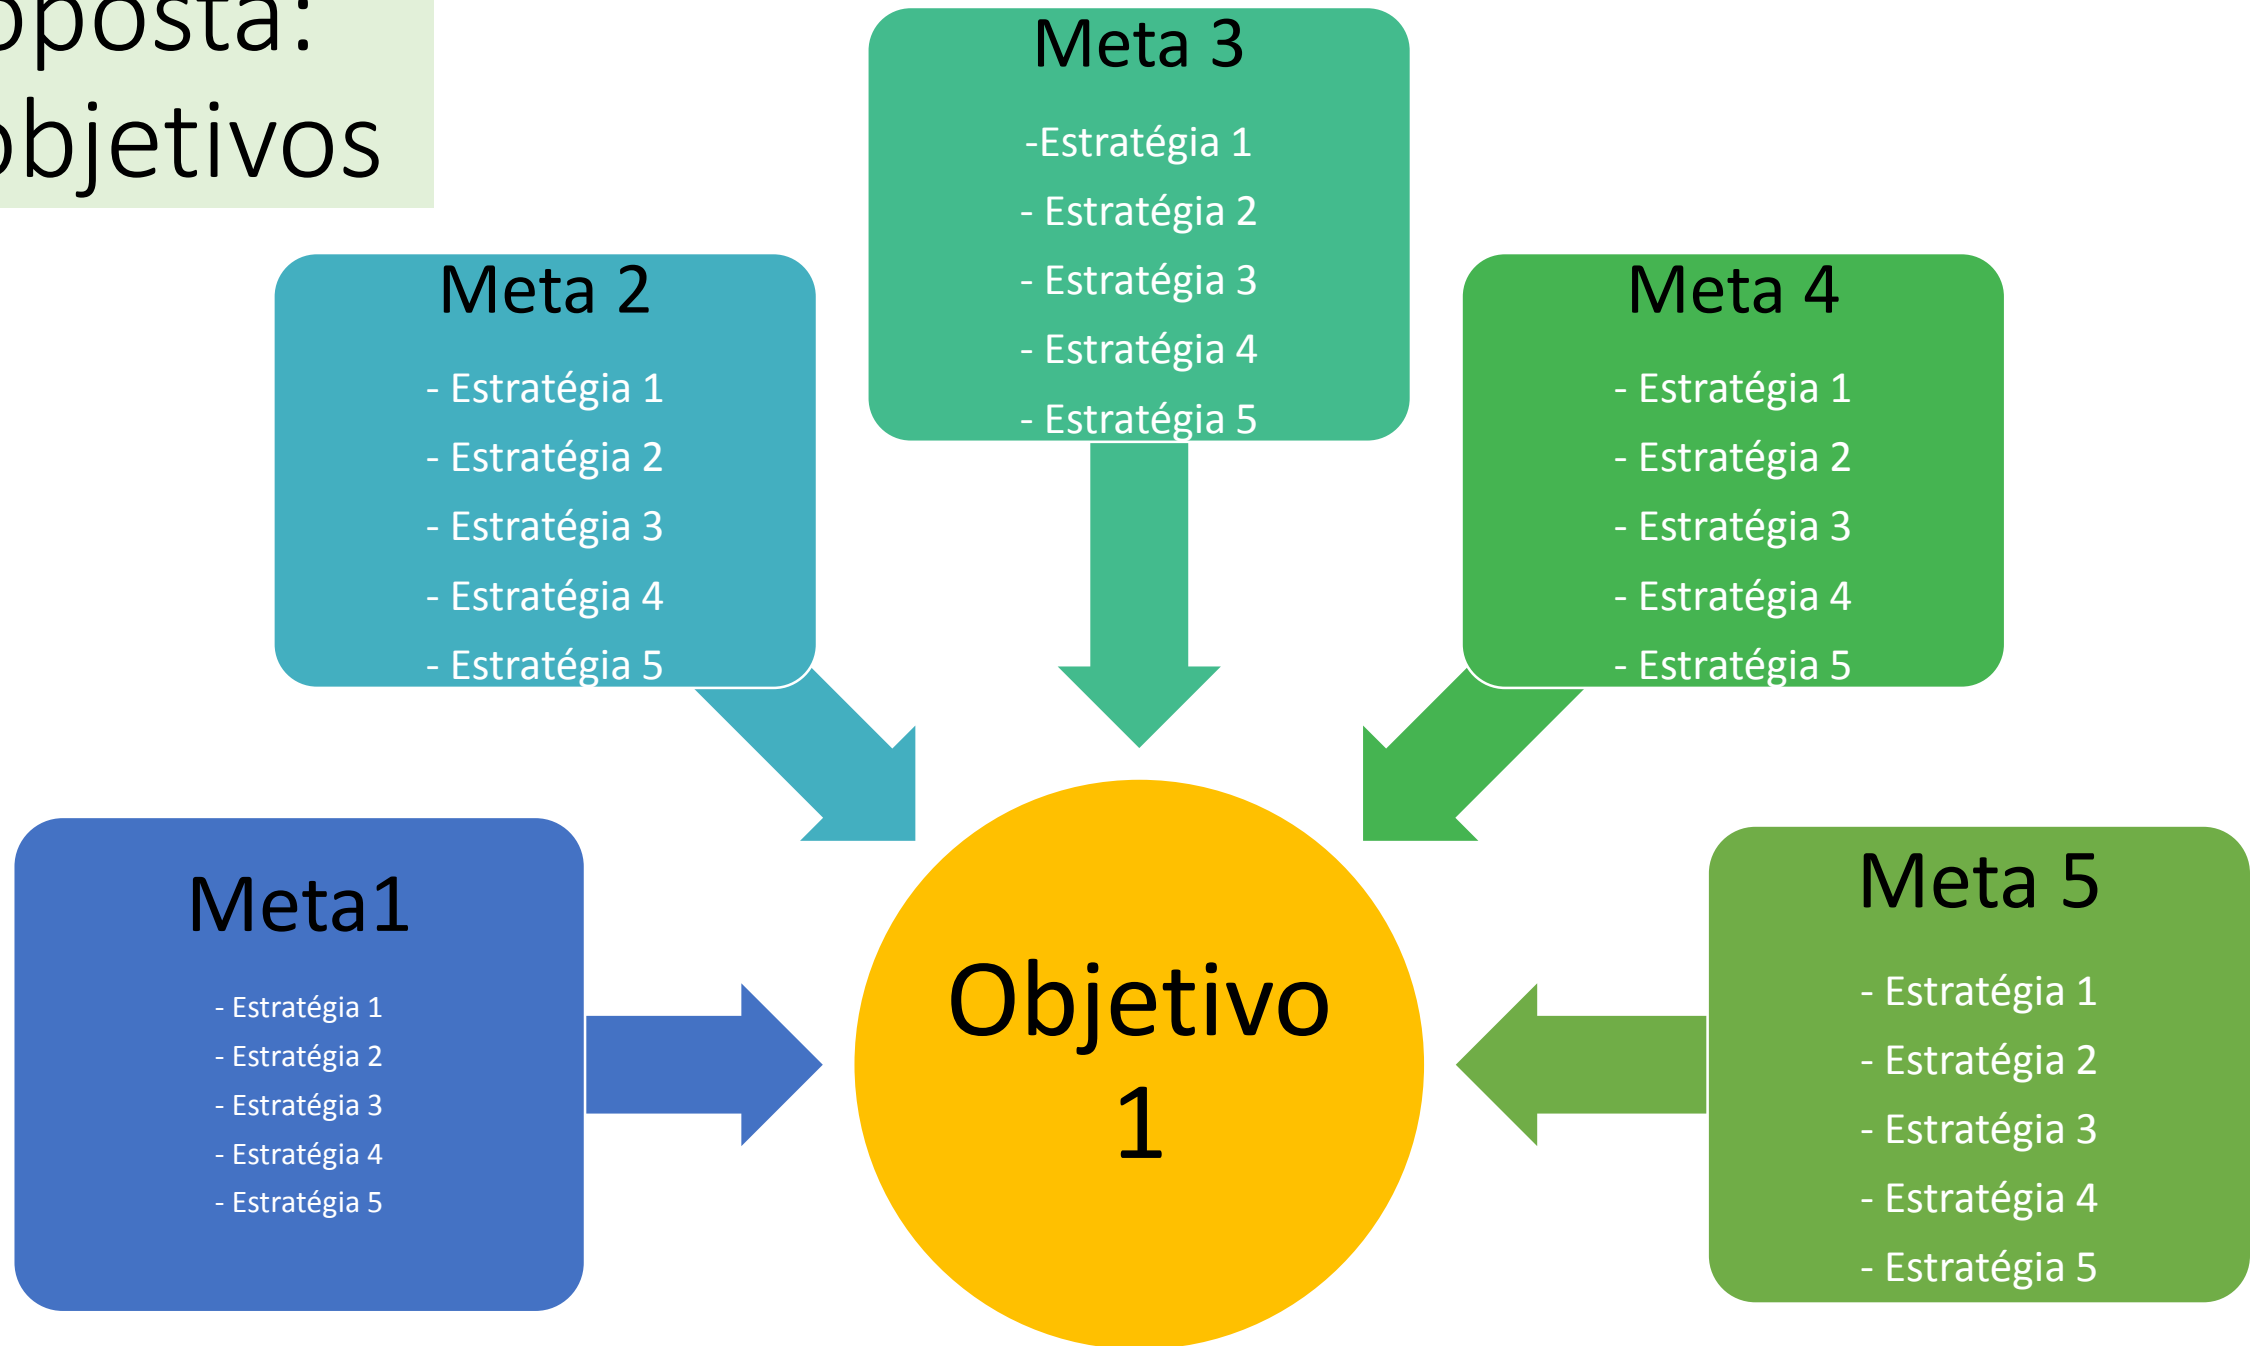 oposta:
objetivos
Meta 3
-Estratégia 1
- Estratégia 2
- Estratégia 3
- Estratégia 4
- Estratégia 5
Meta 2
- Estratégia 1
- Estratégia 2
- Estratégia 3
- Estratégia 4
- Estratégia 5
Meta 4
- Estratégia 1
- Estratégia 2
- Estratégia 3
- Estratégia 4
- Estratégia 5
Meta1
- Estratégia 1
- Estratégia 2
- Estratégia 3
- Estratégia 4
- Estratégia 5
Objetivo
1
Meta 5
- Estratégia 1
- Estratégia 2
- Estratégia 3
- Estratégia 4
- Estratégia 5